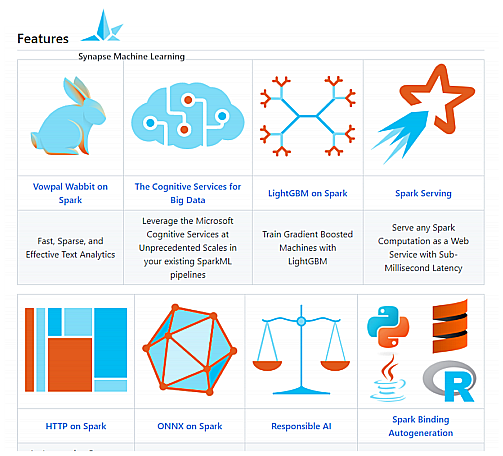 Features
Synapse Machine Learning
Vowpal Wabbit on
Spark
The Cognitive Services for
Big Data
LightGBM on Spark
Spark Serving
Fast, Sparse, and
Effective Text Analytics
Leverage the Microsoft
Cognitive Services at
Unprecedented Scales in
your existing SparkML
pipelines
Train Gradient Boosted
Machines with
LightGBM
Serve any Spark
Computation as a Web
Service with Sub-
Millisecond Latency
R
HTTP on Spark
ONNX on Spark
Responsible AI
Spark Binding
Autogeneration